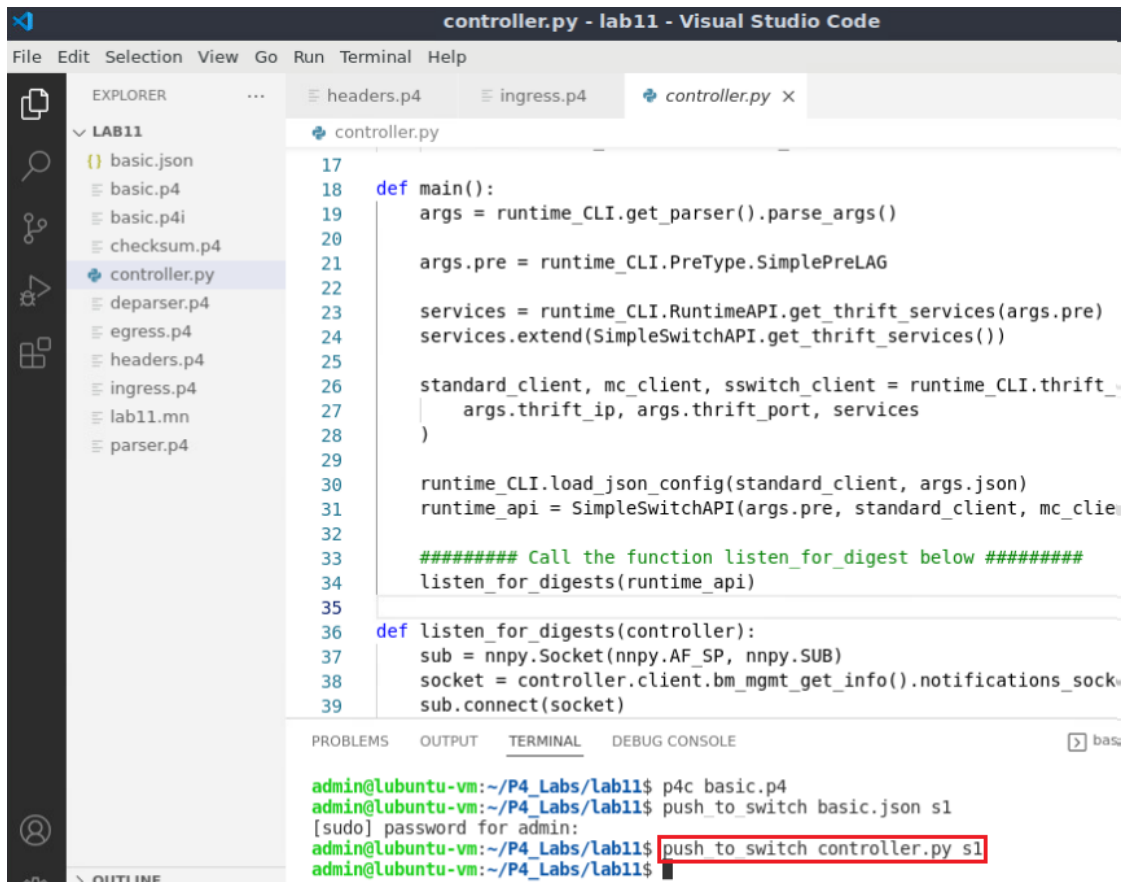 controller.py - lab11 - Visual Studio Code
File Edit Selection View Go Run Terminal Help
EXPLORER ...
headers.p4 ingress.p4 controller.py
LAB11
basic.json
basic.p4
basic.p4i
checksum.p4
controller.py
deparser.p4
egress.p4
headers.p4
ingress.p4
lab11.mn
parser.p4
OUTLINE
controller.py
17
18 def main():
19 args = runtime_CLI.get_parser().parse_args()
20
21 args.pre = runtime_CLI.PreType.SimplePreLAG
22
23 services = runtime_CLI.RuntimeAPI.get_thrift_services(args.pre)
24 services.extend(SimpleSwitchAPI.get_thrift_services())
25
26 standard_client, mc_client, sswitch_client = runtime_CLI.thrift_
27 args.thrift_ip, args.thrift_port, services
28 )
29
30 runtime_CLI.load_json_config(standard_client, args.json)
31 runtime_api = SimpleSwitchAPI(args.pre, standard_client, mc_clie
32
33 ######### Call the function listen_for_digest below #########
34 listen_for_digests(runtime_api)
35
36 def listen_for_digests(controller):
37 sub = nnpy.Socket(nnpy.AF_SP, nnpy.SUB)
38 socket = controller.client.bm_mgmt_get_info().notifications_sock
39 sub.connect(socket)
PROBLEMS OUTPUT TERMINAL DEBUG CONSOLE bas
admin@lubuntu-vm:~/P4_Labs/lab11$ p4c basic.p4
admin@lubuntu-vm:~/P4_Labs/lab11$ push_to_switch basic.json s1
[sudo] password for admin:
admin@lubuntu-vm:~/P4_Labs/lab11$ push_to_switch controller.py s1
admin@lubuntu-vm:~/P4_Labs/lab11$